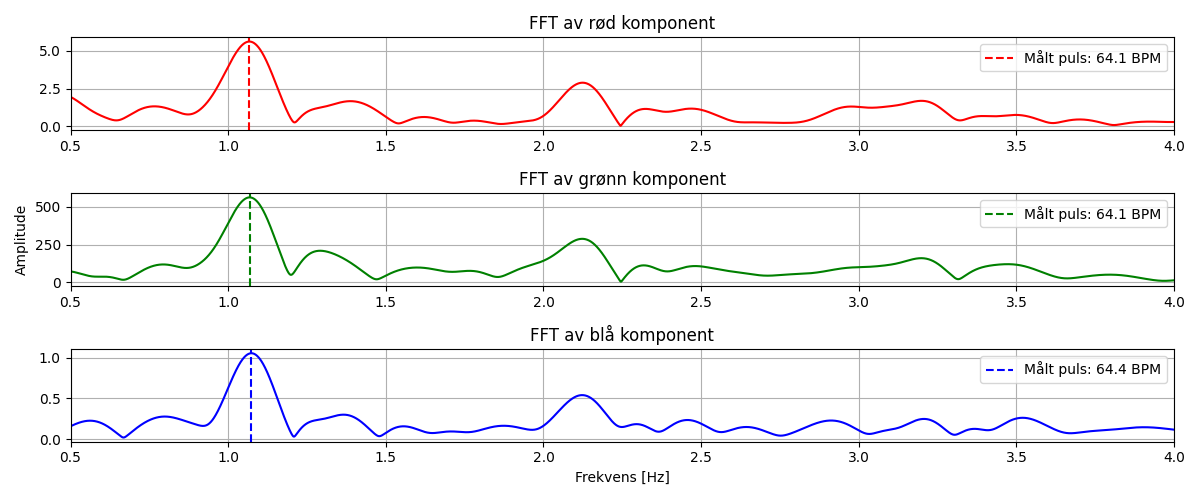 FFT av rød komponent
5.0
2.5
0.0
Målt puls: 64.1 BPM
0.5 1.0 1.5 2.0 2.5 3.0 3.5 4.0
FFT av grønn komponent
Amplitude
500
250
0
Målt puls: 64.1 BPM
0.5 1.0 1.5 2.0 2.5 3.0 3.5 4.0
FFT av blå komponent
1.0
0.5
0.0
Målt puls: 64.4 BPM
0.5 1.0 1.5 2.0 2.5 3.0 3.5 4.0
Frekvens [Hz]